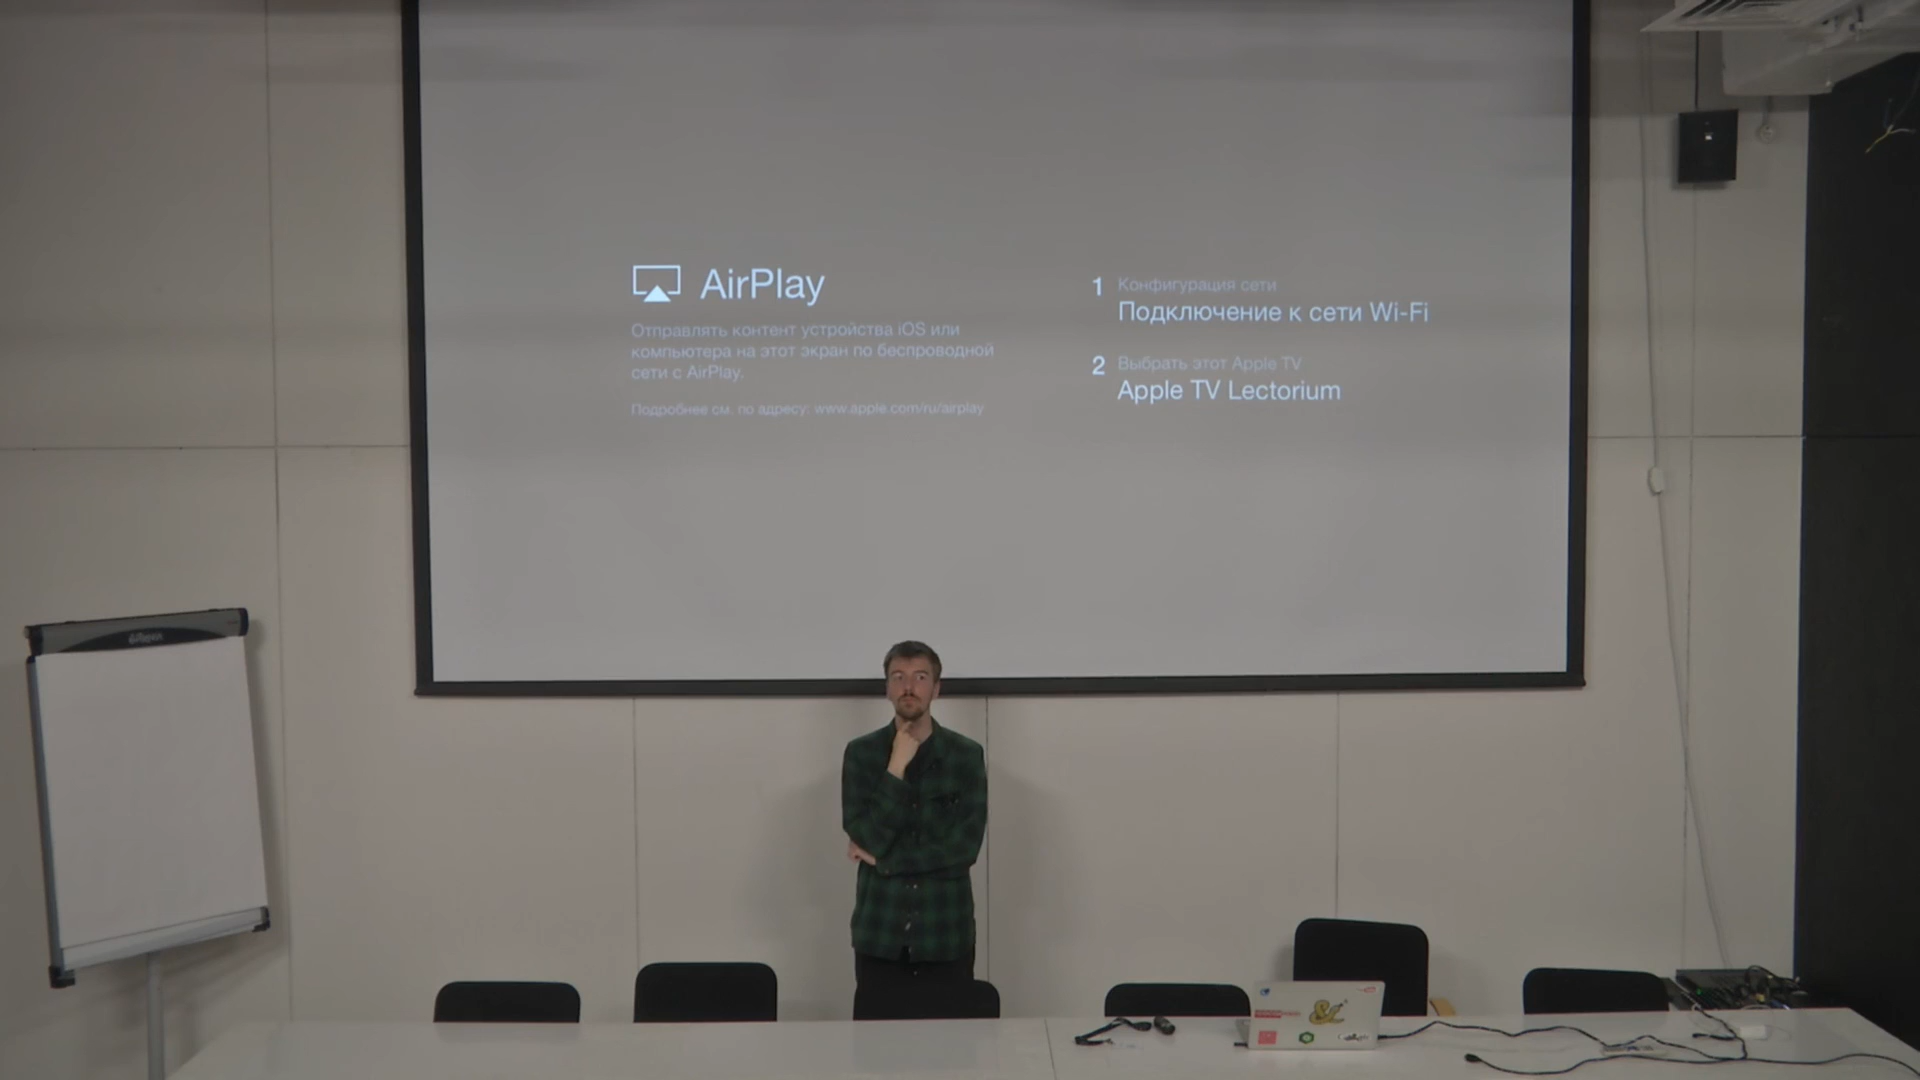 AirPlay
Отправлять контент устройства iOS или
компьютера на этот экран по беспроводной
сети с AirPlay.
Подробнее см. по адресу: www.apple.com/ru/airplay
1 Конфигурация сети
Подключение к сети Wi-Fi
2 Выбрать этот Apple TV
Apple TV Lectorium